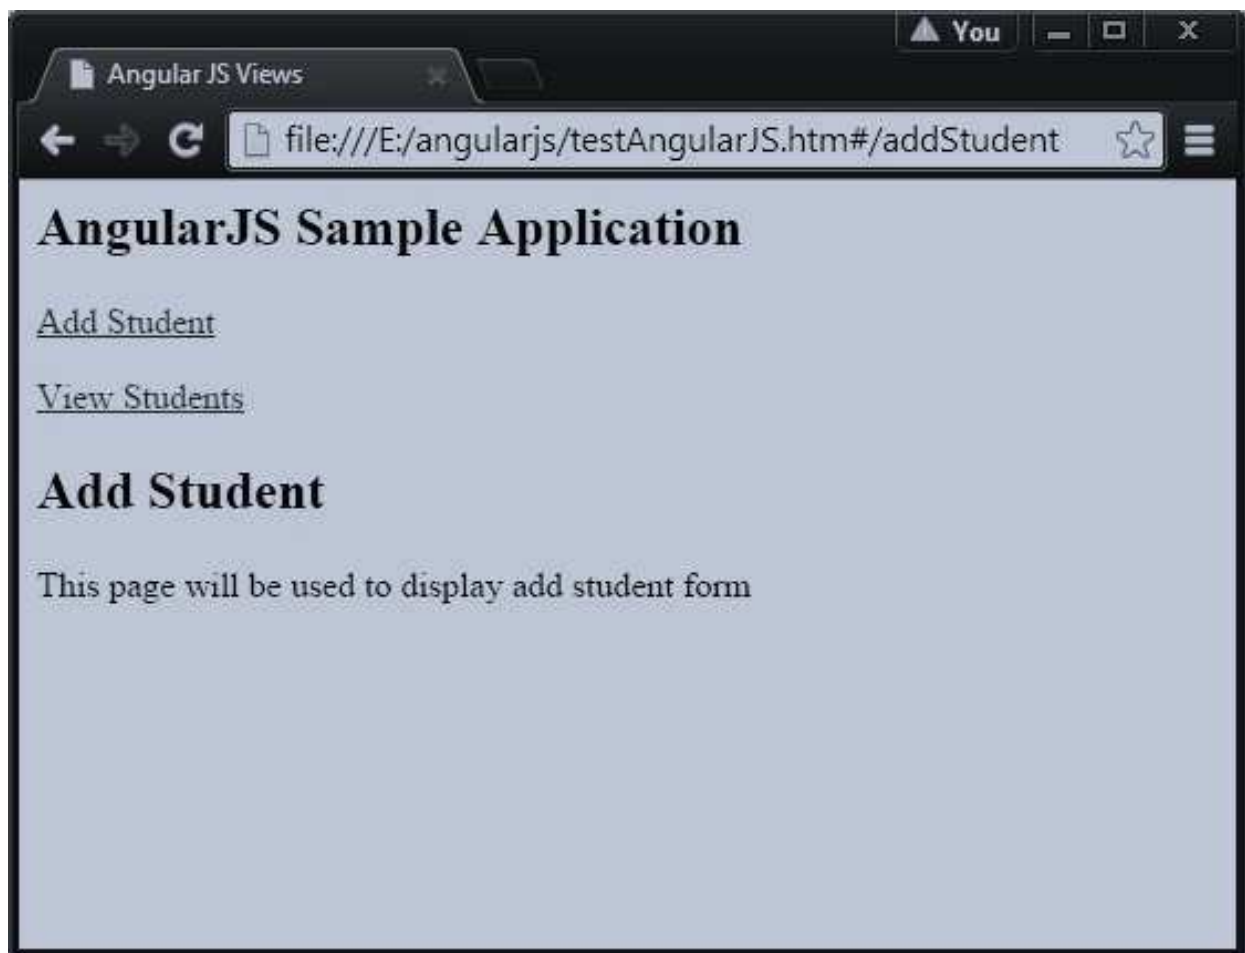 You
Angular JS Views
file:///E:/angularjs/testAngularJS.htm#/addStudent
AngularJS Sample Application
Add Student
View Students
Add Student
This page will be used to display add student form